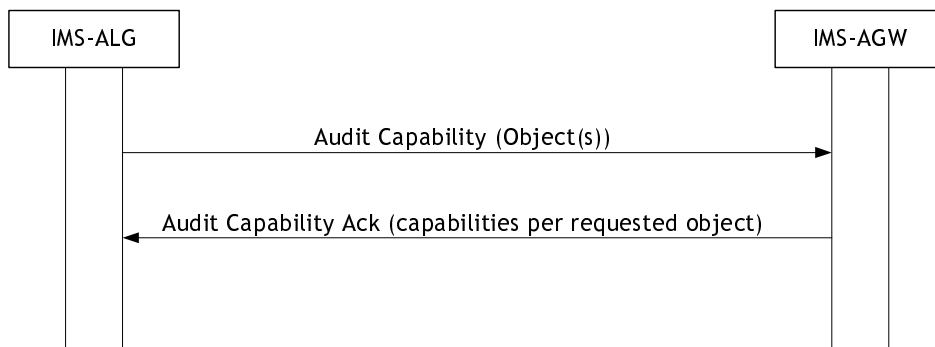 IMS-ALG
IMS-AGW
Audit Capability (Object(s))
Audit Capability Ack (capabilities per requested object)